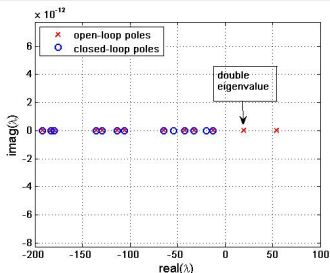 × 10⁻¹²
open-loop poles
closed-loop poles
double
eigenvalue
6
4
2
0
-2
-4
-6
-8
imag(λ)
-200 -150 -100 -50 0 50 100
real(λ)